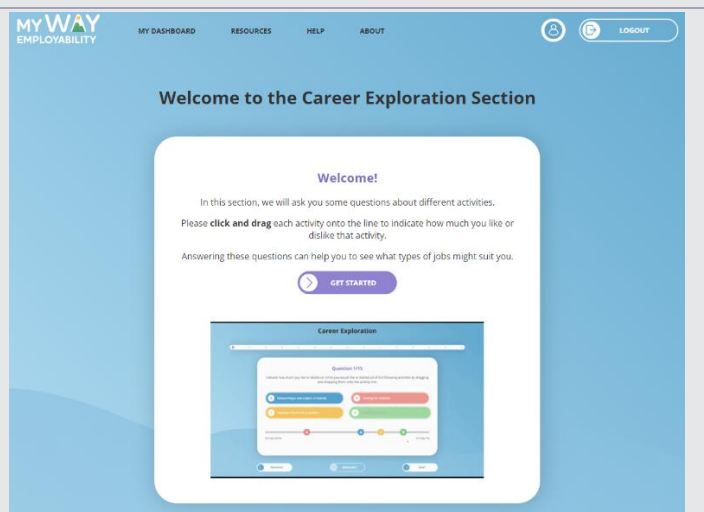 MY WAY
EMPLOYABILITY
MY DASHBOARD
RESOURCES
HELP
ABOUT
LOGOUT
Welcome to the Career Exploration Section
Welcome!
In this section, we will ask you some questions about different activities.
Please click and drag each activity onto the line to indicate how much you like or
dislike that activity.
Answering these questions can help you to see what types of jobs might suit you.
GET STARTED
Career Exploration
Question 1/15